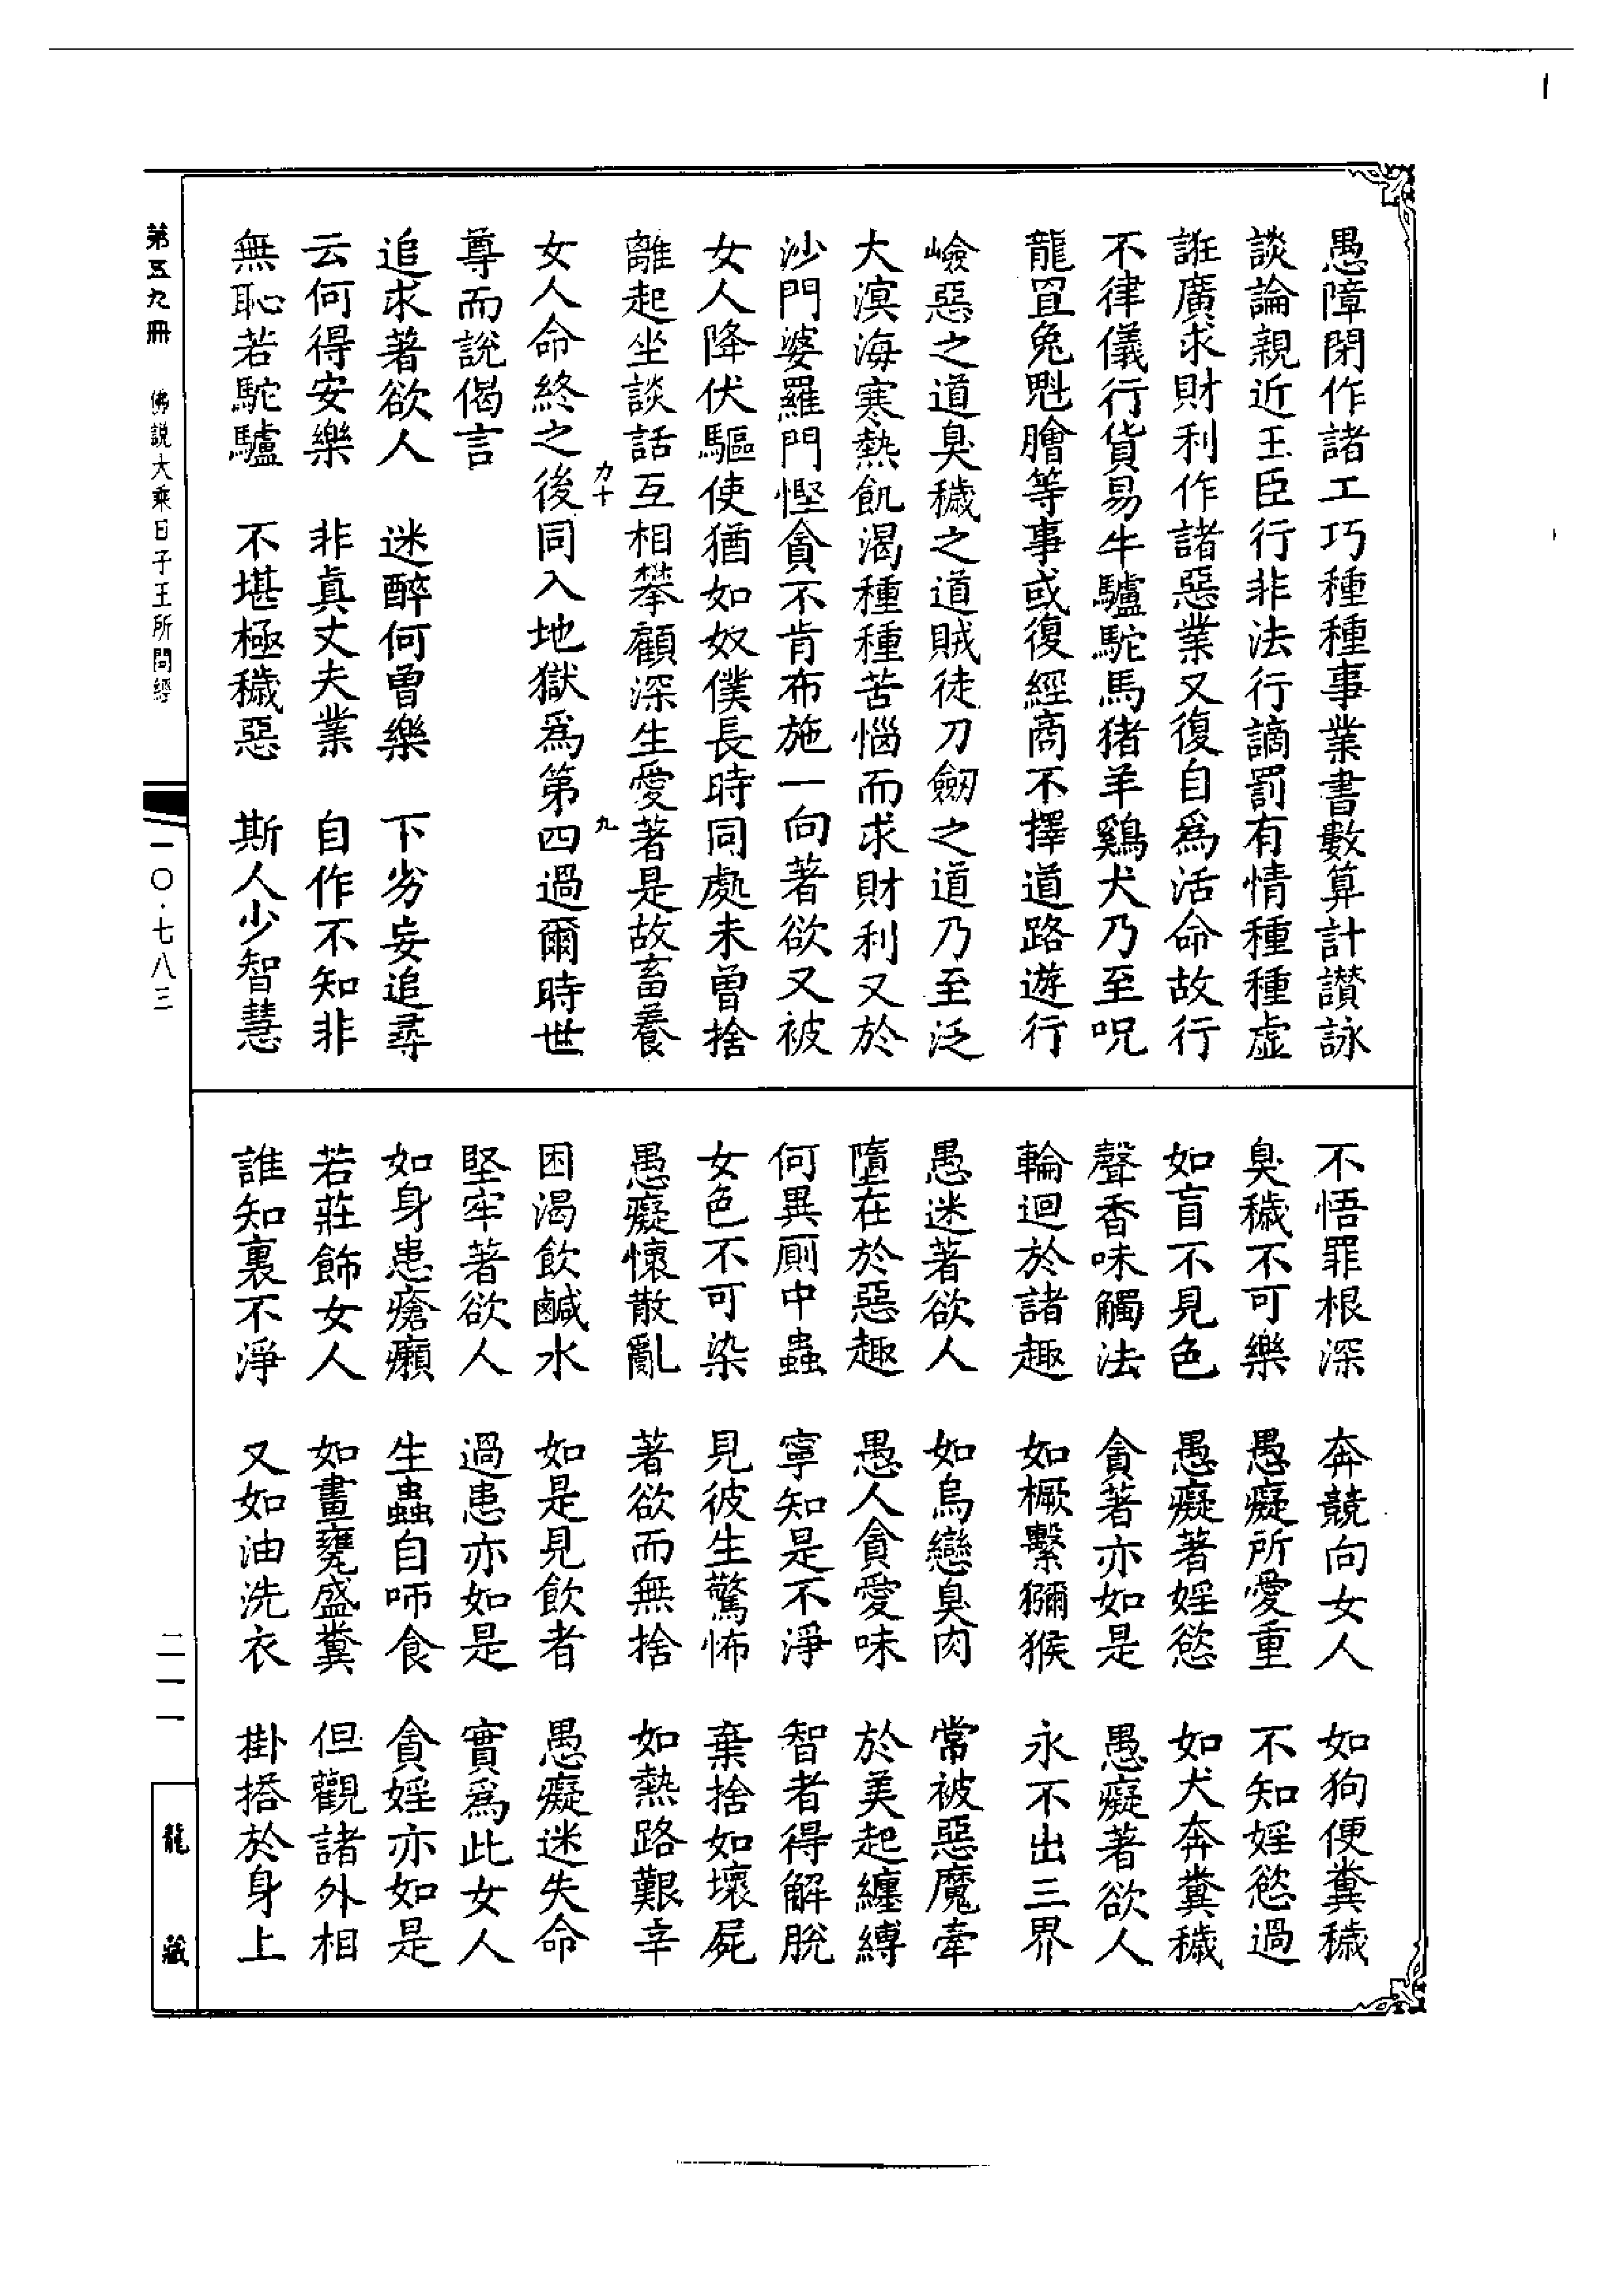 愚障閉作諸工巧種種事業書數算計讚詠
談論親近王臣行非法行謫罰有情種種虛
誑廣求財利作諸惡業又復自爲活命故行
不律儀行貨易牛驢駝馬猪羊鷄犬乃至呪
龍罝兔魁膾等事或復經商不擇道路遊行
嶮惡之道臭穢之道賊徒刀劒之道乃至泛
大溟海寒熱飢渴種種苦惱而求財利又於
沙門婆羅門慳貪不肯布施一向著欲又被
女人降伏驅使猶如奴僕長時同處未曾捨
離起坐談話互相攀顧深生愛著是故畜養
女人命終之後同入地獄爲第四過爾時世
尊而說偈言
追求著欲人　迷醉何曾樂　下劣妄追尋
云何得安樂　非眞丈夫業　自作不知非
無恥若駝驢　不堪極穢惡　斯人少智慧
力十
九
不悟罪根深　奔競向女人　如狗便糞穢
臭穢不可樂　愚癡所愛重　不知婬慾過
如盲不見色　愚癡著婬慾　如犬奔糞穢
聲香味觸法　貪著亦如是　愚癡著欲人
輪迴於諸趣　如橛繫獼猴　永不出三界
愚迷著欲人　如烏戀臭肉　常被惡魔牽
墮在於惡趣　愚人貪愛味　於美起纏縛
何異廁中蟲　寧知是不淨　智者得解脫
女色不可染　見彼生驚怖　棄捨如壞屍
愚癡懷散亂　著欲而無捨　如熱路艱辛
困渴飲鹹水　如是見飲者　愚癡迷失命
堅牢著欲人　過患亦如是　實爲此女人
如身患瘡癩　生蟲自咂食　貪婬亦如是
若莊飾女人　如畫甕盛糞　但觀諸外相
誰知裏不淨　又如油洗衣　掛搭於身上
第五九冊　佛説大乘日子王所問經
一〇·七八三
二一一
龍藏